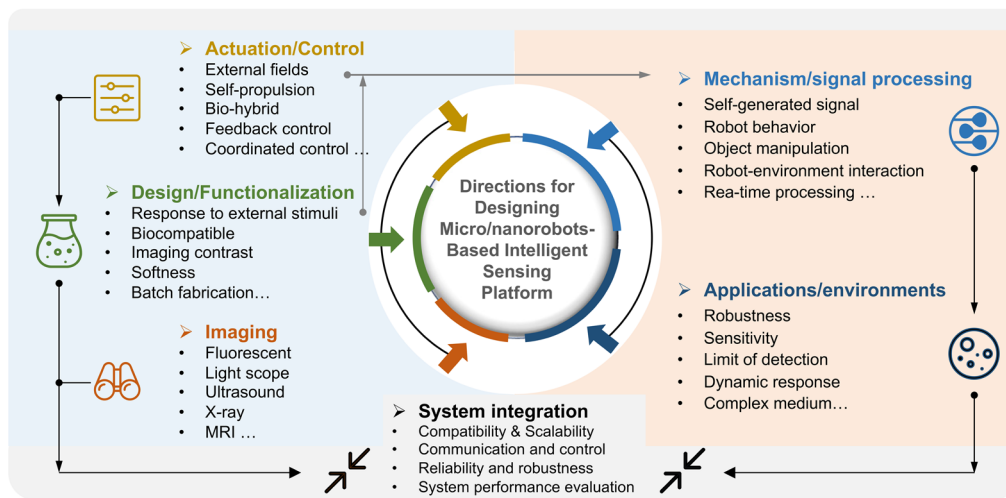 Actuation/Control
External fields
Self-propulsion
Bio-hybrid
Feedback control
Coordinated control ...
Design/Functionalization
Response to external stimuli
Biocompatible
Imaging contrast
Softness
Batch fabrication...
Imaging
Fluorescent
Light scope
Ultrasound
X-ray
MRI ...
Directions for
Designing
Micro/nanorobots-
Based Intelligent
Sensing
Platform
Mechanism/signal processing
Self-generated signal
Robot behavior
Object manipulation
Robot-environment interaction
Rea-time processing ...
Applications/environments
Robustness
Sensitivity
Limit of detection
Dynamic response
Complex medium...
System integration
Compatibility & Scalability
Communication and control
Reliability and robustness
System performance evaluation